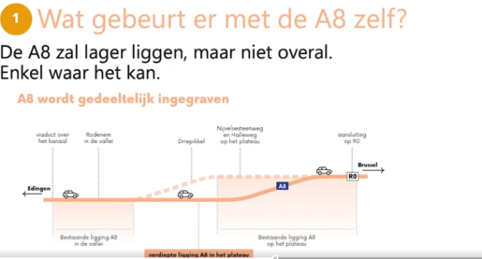 1 Wat gebeurt er met de A8 zelf?
De A8 zal lager liggen, maar niet overal.
Enkel waar het kan.
A8 wordt gedeeltelijk ingegraven
viaduct over
het kanaal
Rodenem
in de vallei
Driepikkel
Nijvelsesteenweg
en Halleweg
op het plateau
aansluiting
op R0
Brussel
R0
A8
Edingen
Bestaande ligging A8
in de vallei
Bestaande ligging A8
op het plateau
verdiepte ligging A8 in het plateau